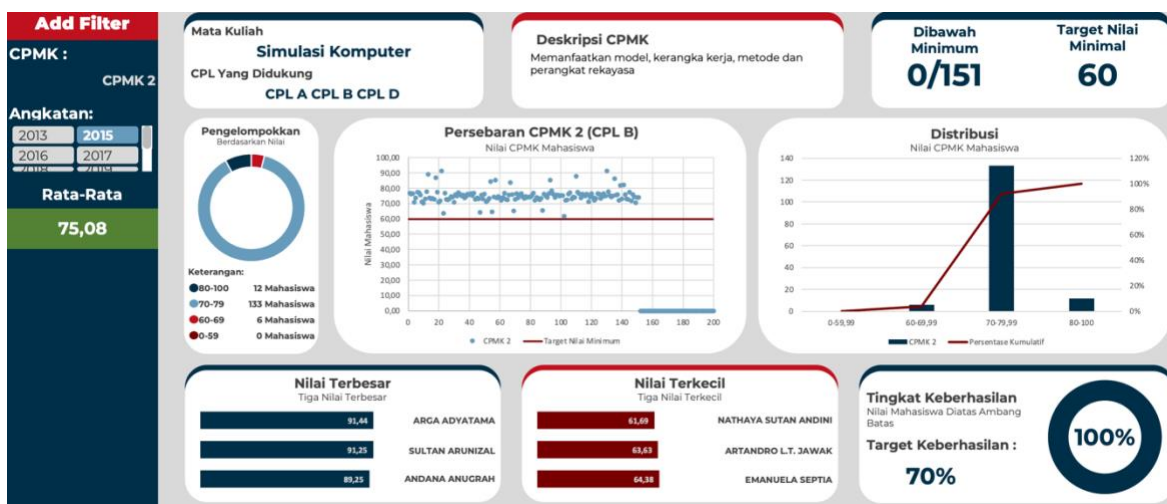 Add Filter
CPMK :
CPMK 2
Angkatan:
2013 2015
2016 2017
2018 2019
Rata-Rata
75,08
Mata Kuliah
Simulasi Komputer
CPL Yang Didukung
CPL A CPL B CPL D
Deskripsi CPMK
Memanfaatkan model, kerangka kerja, metode dan
perangkat rekayasa
Dibawah
Minimum
0/151
Target Nilai
Minimal
60
Pengelompokkan
Berdasarkan Nilai
Keterangan:
80-100 12 Mahasiswa
70-79 133 Mahasiswa
60-69 6 Mahasiswa
0-59 0 Mahasiswa
Persebaran CPMK 2 (CPL B)
Nilai CPMK Mahasiswa
Nilai Mahasiswa
100,00
90,00
80,00
70,00
60,00
50,00
40,00
30,00
20,00
10,00
0,00
0 20 40 60 80 100 120 140 160 180 200
CPMK 2 Target Nilai Minimum
Distribusi
Nilai CPMK Mahasiswa
140
120
100
80
60
40
20
0
120%
100%
80%
60%
40%
20%
0%
0-59,99 60-69,99 70-79,99 80-100
CPMK 2 Persentase Kumulatif
Nilai Terbesar
Tiga Nilai Terbesar
91,44 ARGA ADYATAMA
91,25 SULTAN ARUNIZAL
89,25 ANDANA ANUGRAH
Nilai Terkecil
Tiga Nilai Terkecil
61,69 NATHAYA SUTAN ANDINI
63,63 ARTANDRO L.T. JAWAK
64,38 EMANUELA SEPTIA
Tingkat Keberhasilan
Nilai Mahasiswa Diatas Ambang
Batas
Target Keberhasilan :
70%
100%